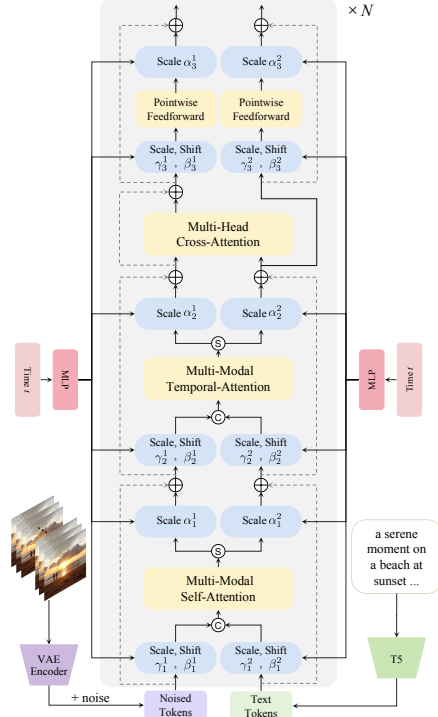 × N
Scale α₃¹
Scale α₃²
Pointwise
Feedforward
Pointwise
Feedforward
Scale, Shift
γ₃¹ , β₃¹
Scale, Shift
γ₃² , β₃²
Multi-Head
Cross-Attention
Scale α₂¹
Scale α₂²
S
Multi-Modal
Temporal-Attention
C
Scale, Shift
γ₂¹ , β₂¹
Scale, Shift
γ₂² , β₂²
Time t
MLP
MLP
Time t
Scale α₁¹
Scale α₁²
S
Multi-Modal
Self-Attention
C
Scale, Shift
γ₁¹ , β₁¹
Scale, Shift
γ₁² , β₁²
a serene
moment on
a beach at
sunset ...
VAE
Encoder
T5
+ noise
Noised
Tokens
Text
Tokens